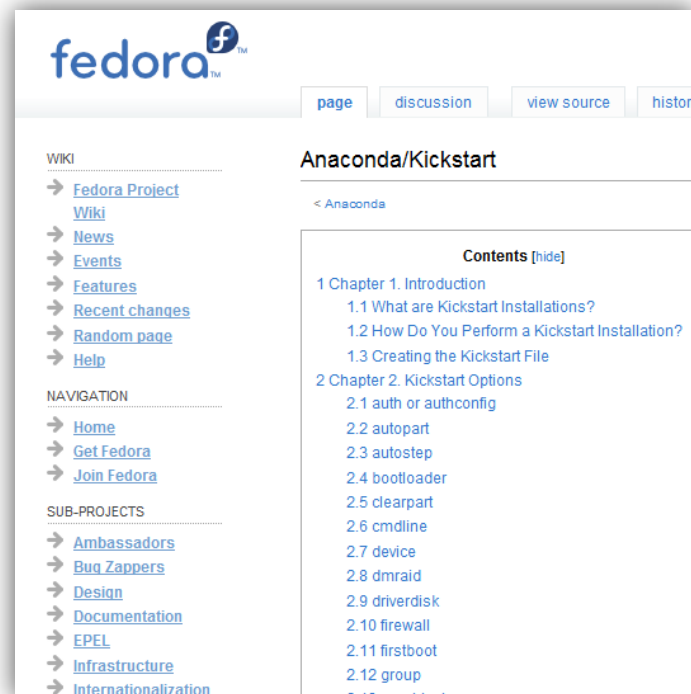 fedora™
page
discussion
view source
histor
WIKI
Fedora Project
Wiki
News
Events
Features
Recent changes
Random page
Help
NAVIGATION
Home
Get Fedora
Join Fedora
SUB-PROJECTS
Ambassadors
Bug Zappers
Design
Documentation
EPEL
Infrastructure
Internationalization
Anaconda/Kickstart
< Anaconda
Contents [hide]
1 Chapter 1. Introduction
1.1 What are Kickstart Installations?
1.2 How Do You Perform a Kickstart Installation?
1.3 Creating the Kickstart File
2 Chapter 2. Kickstart Options
2.1 auth or authconfig
2.2 autopart
2.3 autostep
2.4 bootloader
2.5 clearpart
2.6 cmdline
2.7 device
2.8 dmraid
2.9 driverdisk
2.10 firewall
2.11 firstboot
2.12 group